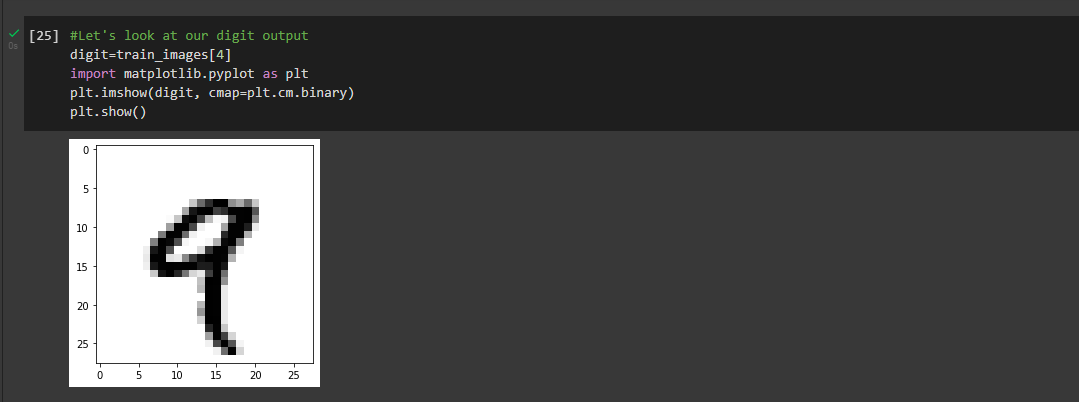 [25] #Let's look at our digit output
0s
digit=train_images[4]
import matplotlib.pyplot as plt
plt.imshow(digit, cmap=plt.cm.binary)
plt.show()
0
5
10
15
20
25
9
0 5 10 15 20 25